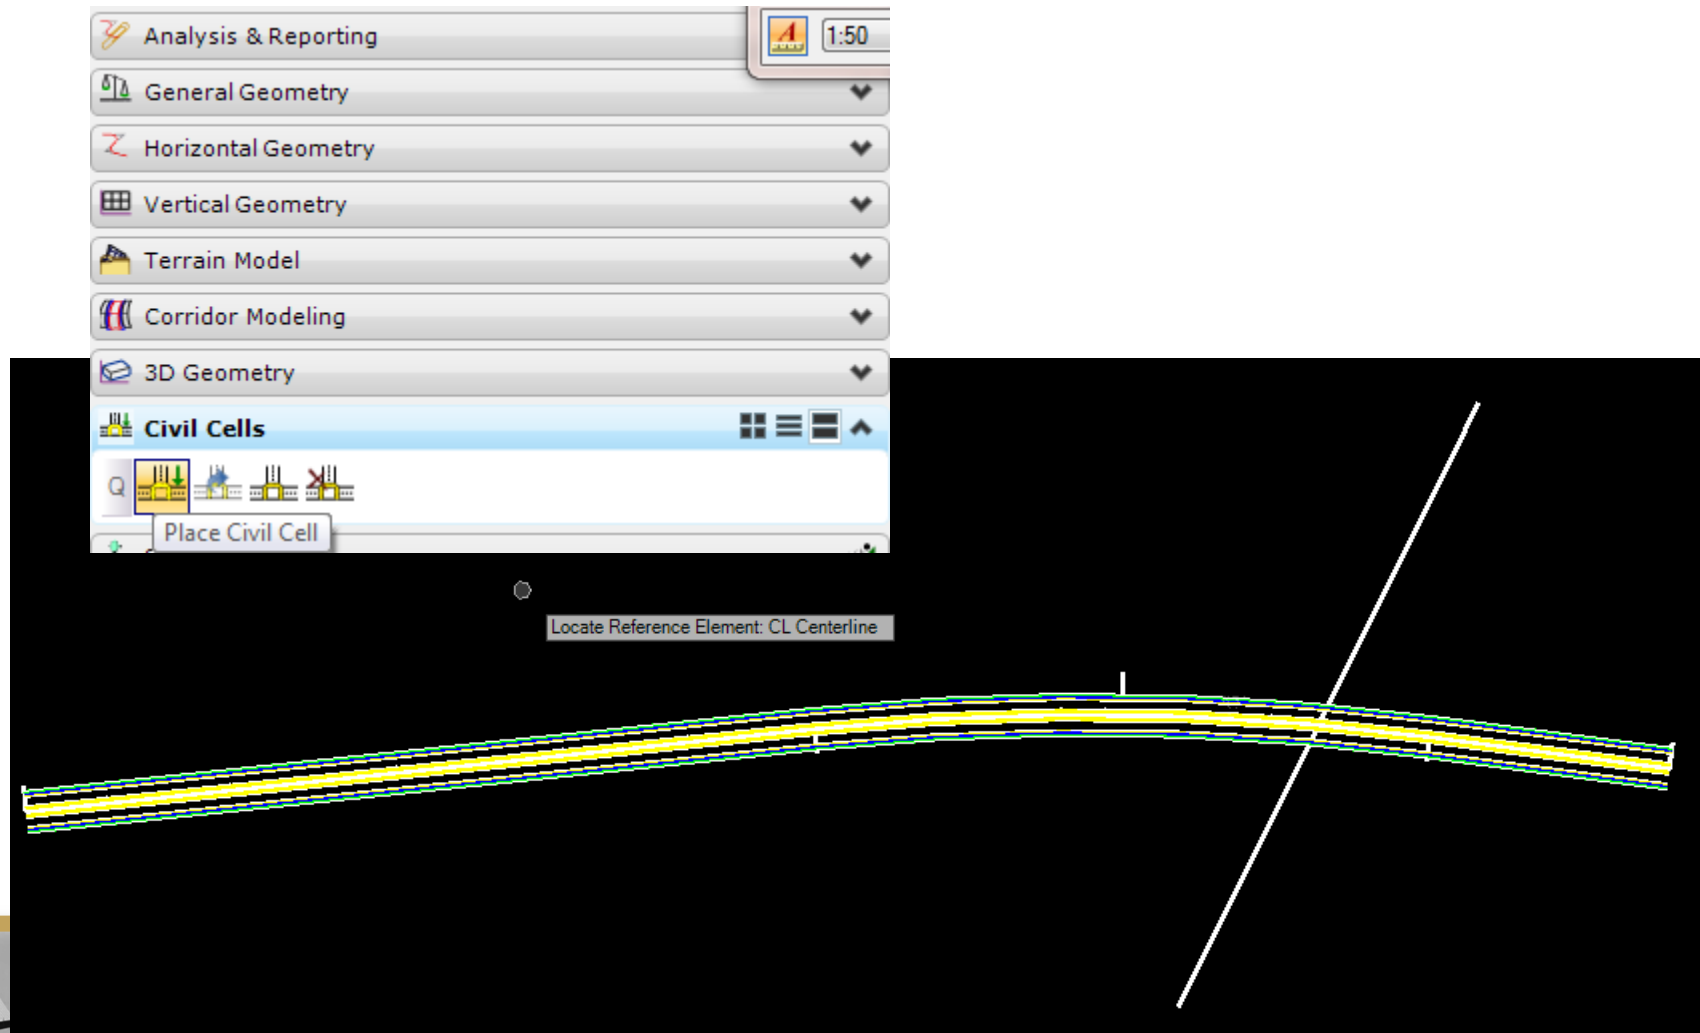 Analysis & Reporting
1:50
General Geometry
Horizontal Geometry
Vertical Geometry
Terrain Model
Corridor Modeling
3D Geometry
Civil Cells
Q
Place Civil Cell
Locate Reference Element: CL Centerline